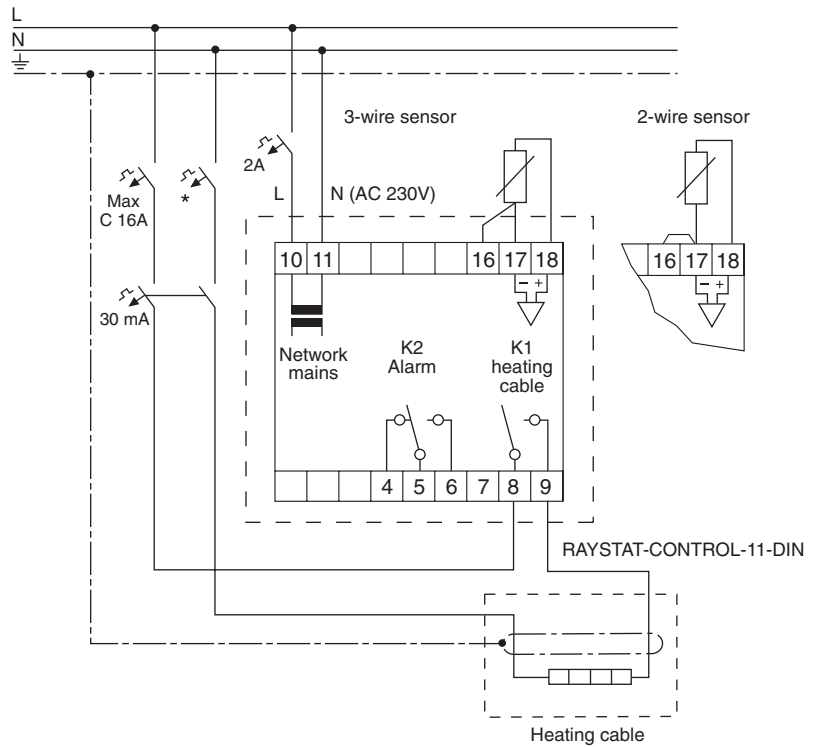 L
N
3-wire sensor
2-wire sensor
2A
L
N (AC 230V)
Max
C 16A
*
10 11 16 17 18
16 17 18
- +
- +
30 mA
Network
mains
K2
Alarm
K1
heating
cable
4 5 6 7 8 9
RAYSTAT-CONTROL-11-DIN
Heating cable